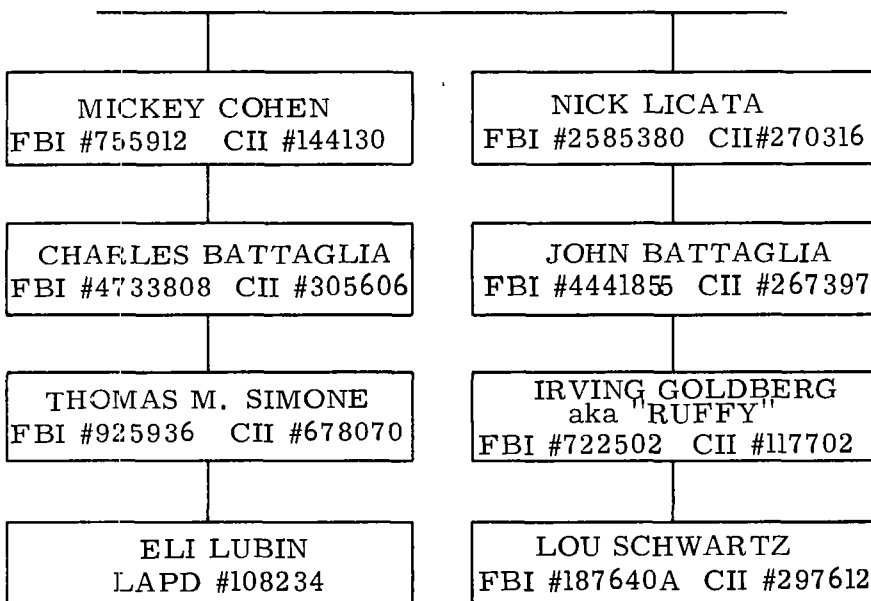 MICKEY COHEN
FBI #755912 CII #144130
CHARLES BATTAGLIA
FBI #4733808 CII #305606
THOMAS M. SIMONE
FBI #925936 CII #678070
ELI LUBIN
LAPD #108234
NICK LICATA
FBI #2585380 CII#270316
JOHN BATTAGLIA
FBI #4441855 CII #267397
IRVING GOLDBERG
aka "RUFFY"
FBI #722502 CII #117702
LOU SCHWARTZ
FBI #187640A CII #297612